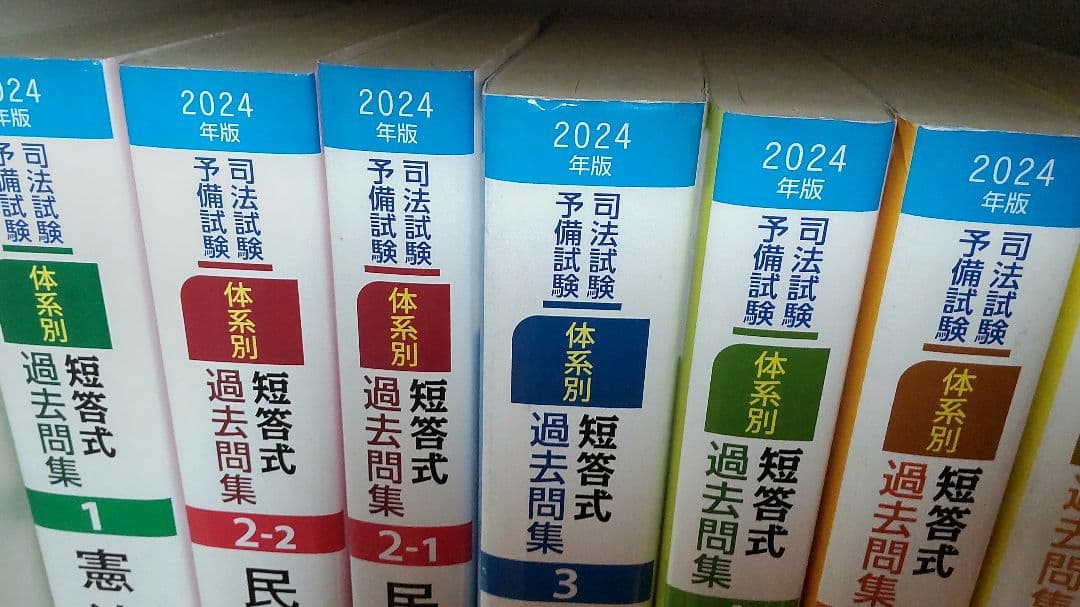 024
年版
司法試験
予備試験
体系別
短答式
過去問集
1
憲
2024
年版
司法試験
予備試験
体系別
短答式
過去問集
2-2
民
2024
年版
司法試験
予備試験
体系別
短答式
過去問集
2-1
2024
年版
司法試験
予備試験
体系別
短答式
過去問集
3
2024
年版
司法試験
予備試験
体系別
短答式
過去問集
2024
年版
司法試験
予備試験
体系別
短答式
過去問集